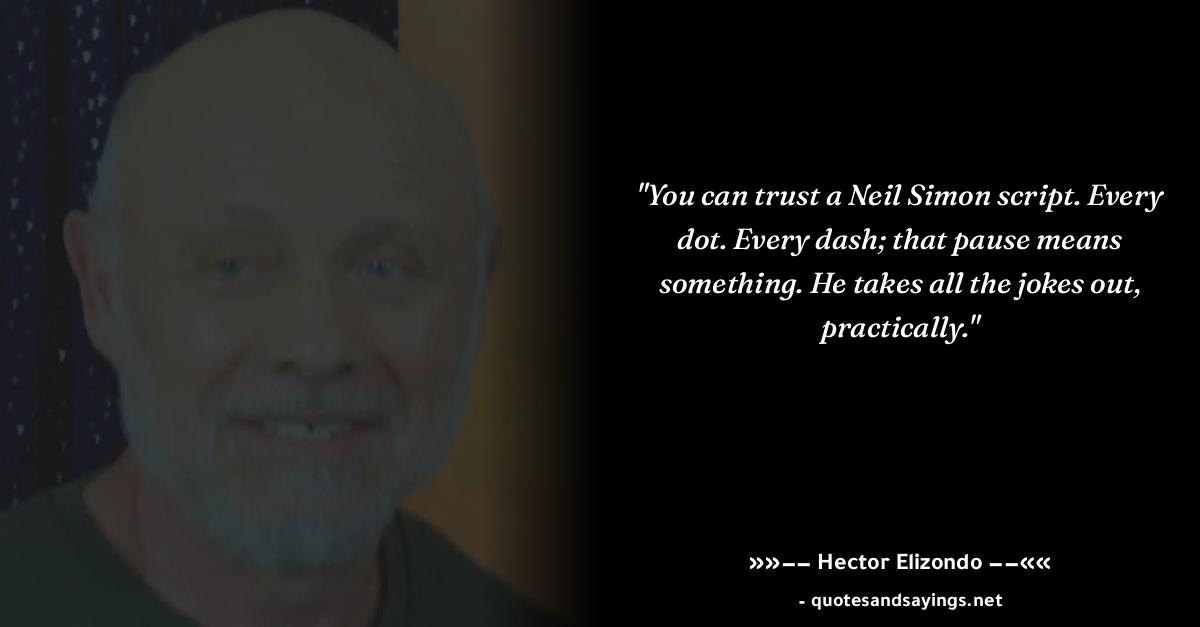 "You can trust a Neil Simon script. Every
dot. Every dash; that pause means
something. He takes all the jokes out,
practically."
»»−− Hector Elizondo −−««
- quotesandsayings.net